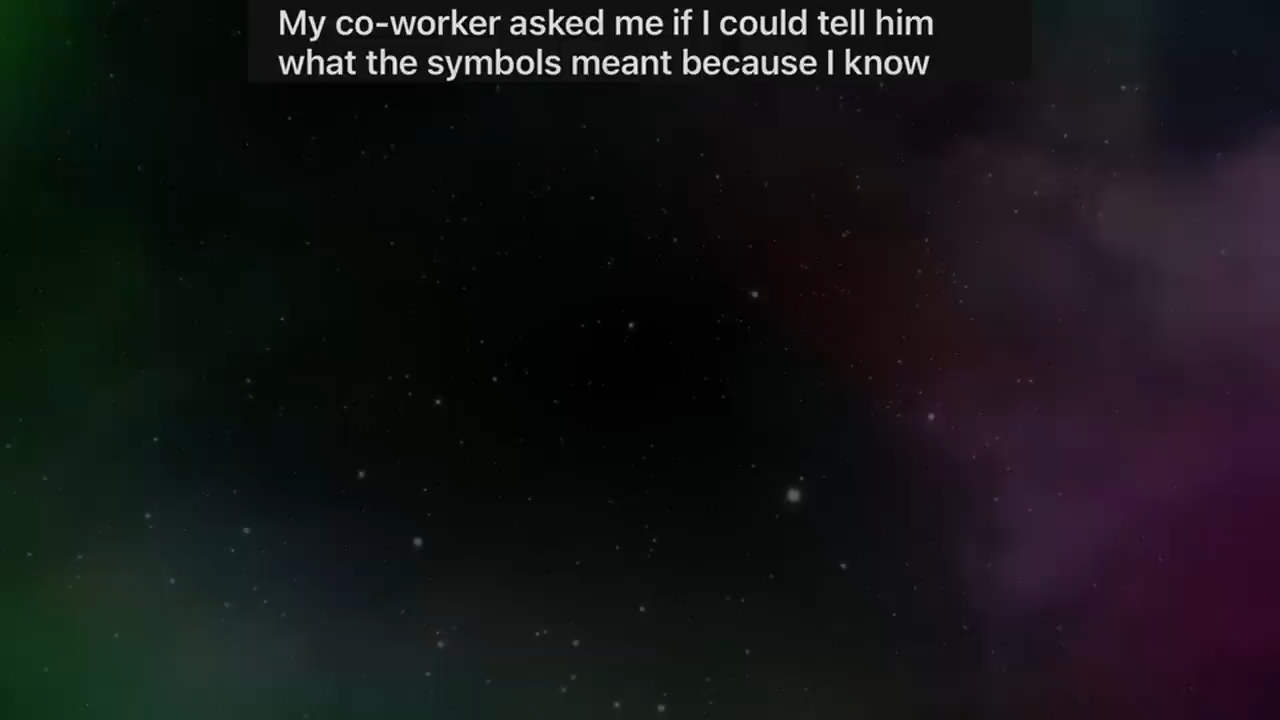 My co-worker asked me if I could tell him
what the symbols meant because I know